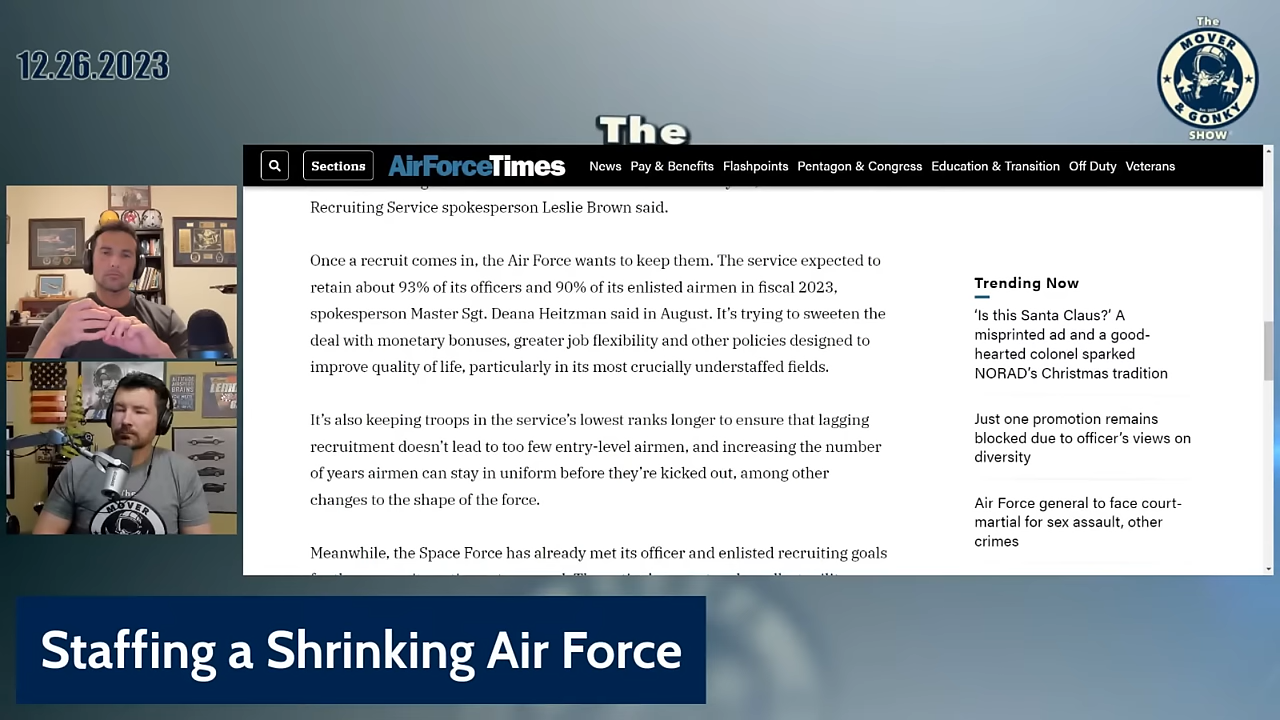 12.26.2023
The
MOVER
& GONKY
SHOW
The
Sections
AirForceTimes
News
Pay & Benefits
Flashpoints
Pentagon & Congress
Education & Transition
Off Duty
Veterans
Recruiting Service spokesperson Leslie Brown said.
Once a recruit comes in, the Air Force wants to keep them. The service expected to
retain about 93% of its officers and 90% of its enlisted airmen in fiscal 2023,
spokesperson Master Sgt. Deana Heitzman said in August. It’s trying to sweeten the
deal with monetary bonuses, greater job flexibility and other policies designed to
improve quality of life, particularly in its most crucially understaffed fields.
It’s also keeping troops in the service’s lowest ranks longer to ensure that lagging
recruitment doesn’t lead to too few entry-level airmen, and increasing the number
of years airmen can stay in uniform before they’re kicked out, among other
changes to the shape of the force.
Meanwhile, the Space Force has already met its officer and enlisted recruiting goals
Trending Now
‘Is this Santa Claus?’ A
misprinted ad and a good-
hearted colonel sparked
NORAD’s Christmas tradition
Just one promotion remains
blocked due to officer’s views on
diversity
Air Force general to face court-
martial for sex assault, other
crimes
the
MOVER
Staffing a Shrinking Air Force